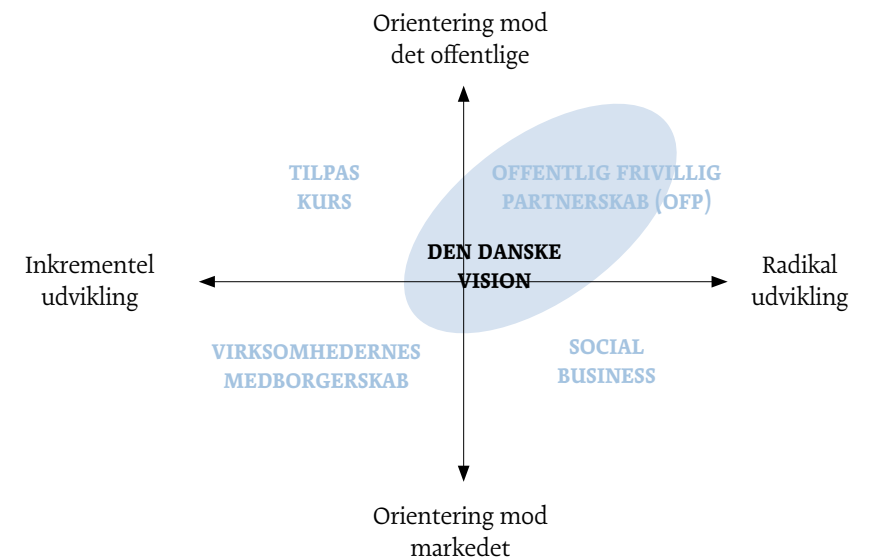 Orientering mod
det offentlige
TILPAS
KURS
OFFENTLIG FRIVILLIG
PARTNERSKAB (OFP)
DEN DANSKE
VISION
Inkrementel
udvikling
Radikal
udvikling
VIRKSOMHEDERNES
MEDBORGERSKAB
SOCIAL
BUSINESS
Orientering mod
markedet